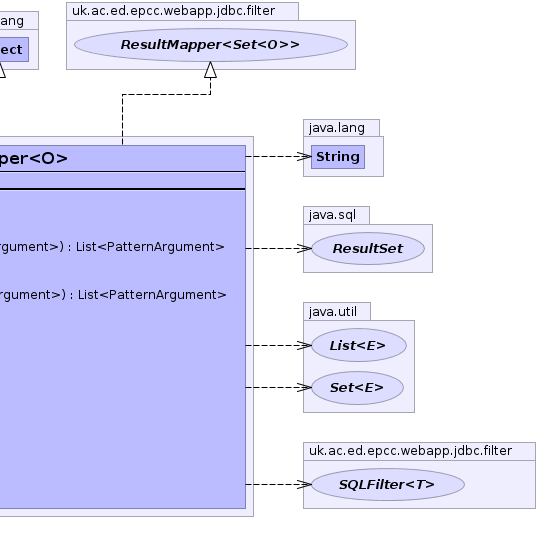 uk.ac.ed.epcc.webapp.jdbc.filter
ang
ResultMapper<Set<O>>
ect
java.lang
per<O>
String
java.sql
rgument>) : List<PatternArgument>
ResultSet
rgument>) : List<PatternArgument>
java.util
List<E>
Set<E>
uk.ac.ed.epcc.webapp.jdbc.filter
SQLFilter<T>